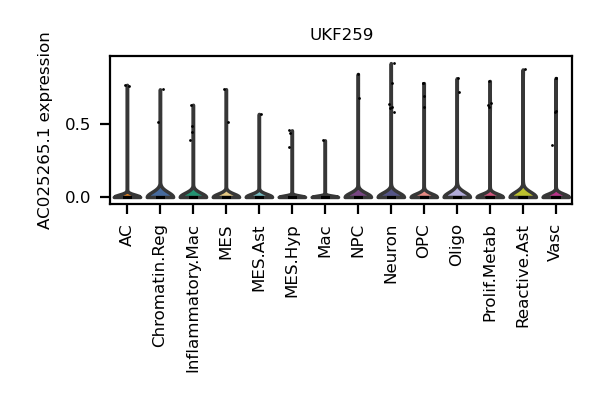 UKF259
AC025265.1 expression
0.5
0.0
AC
Chromatin.Reg
Inflammatory.Mac
MES
MES.Ast
MES.Hyp
Mac
NPC
Neuron
OPC
Oligo
Prolif.Metab
Reactive.Ast
Vasc